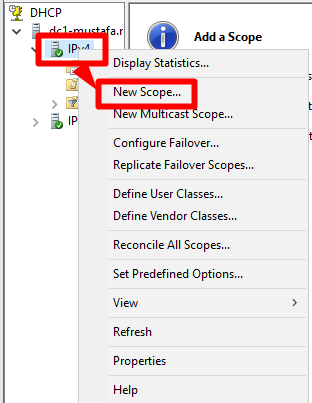 DHCP
dc1-mustafa.r
IPv4
IP
Add a Scope
Display Statistics...
New Scope...
New Multicast Scope...
Configure Failover...
Replicate Failover Scopes...
Define User Classes...
Define Vendor Classes...
Reconcile All Scopes...
Set Predefined Options...
View
Refresh
Properties
Help